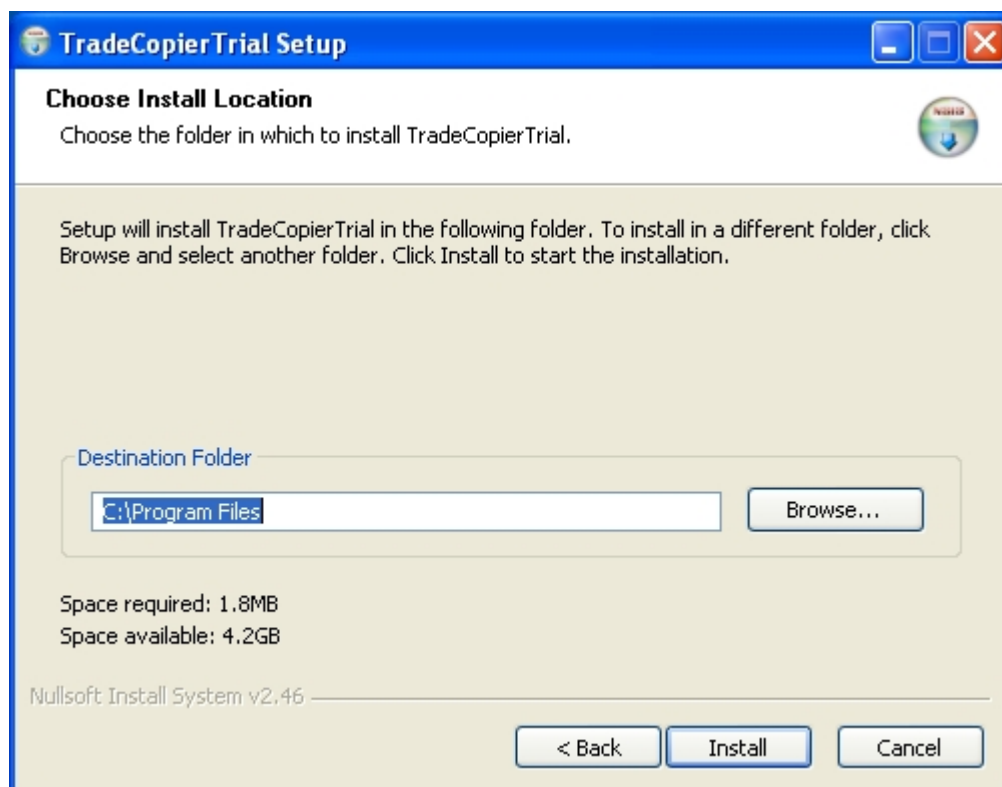 TradeCopierTrial Setup
Choose Install Location
Choose the folder in which to install TradeCopierTrial.
Setup will install TradeCopierTrial in the following folder. To install in a different folder, click
Browse and select another folder. Click Install to start the installation.
Destination Folder
C:\Program Files
Browse...
Space required: 1.8MB
Space available: 4.2GB
Nullsoft Install System v2.46
< Back
Install
Cancel